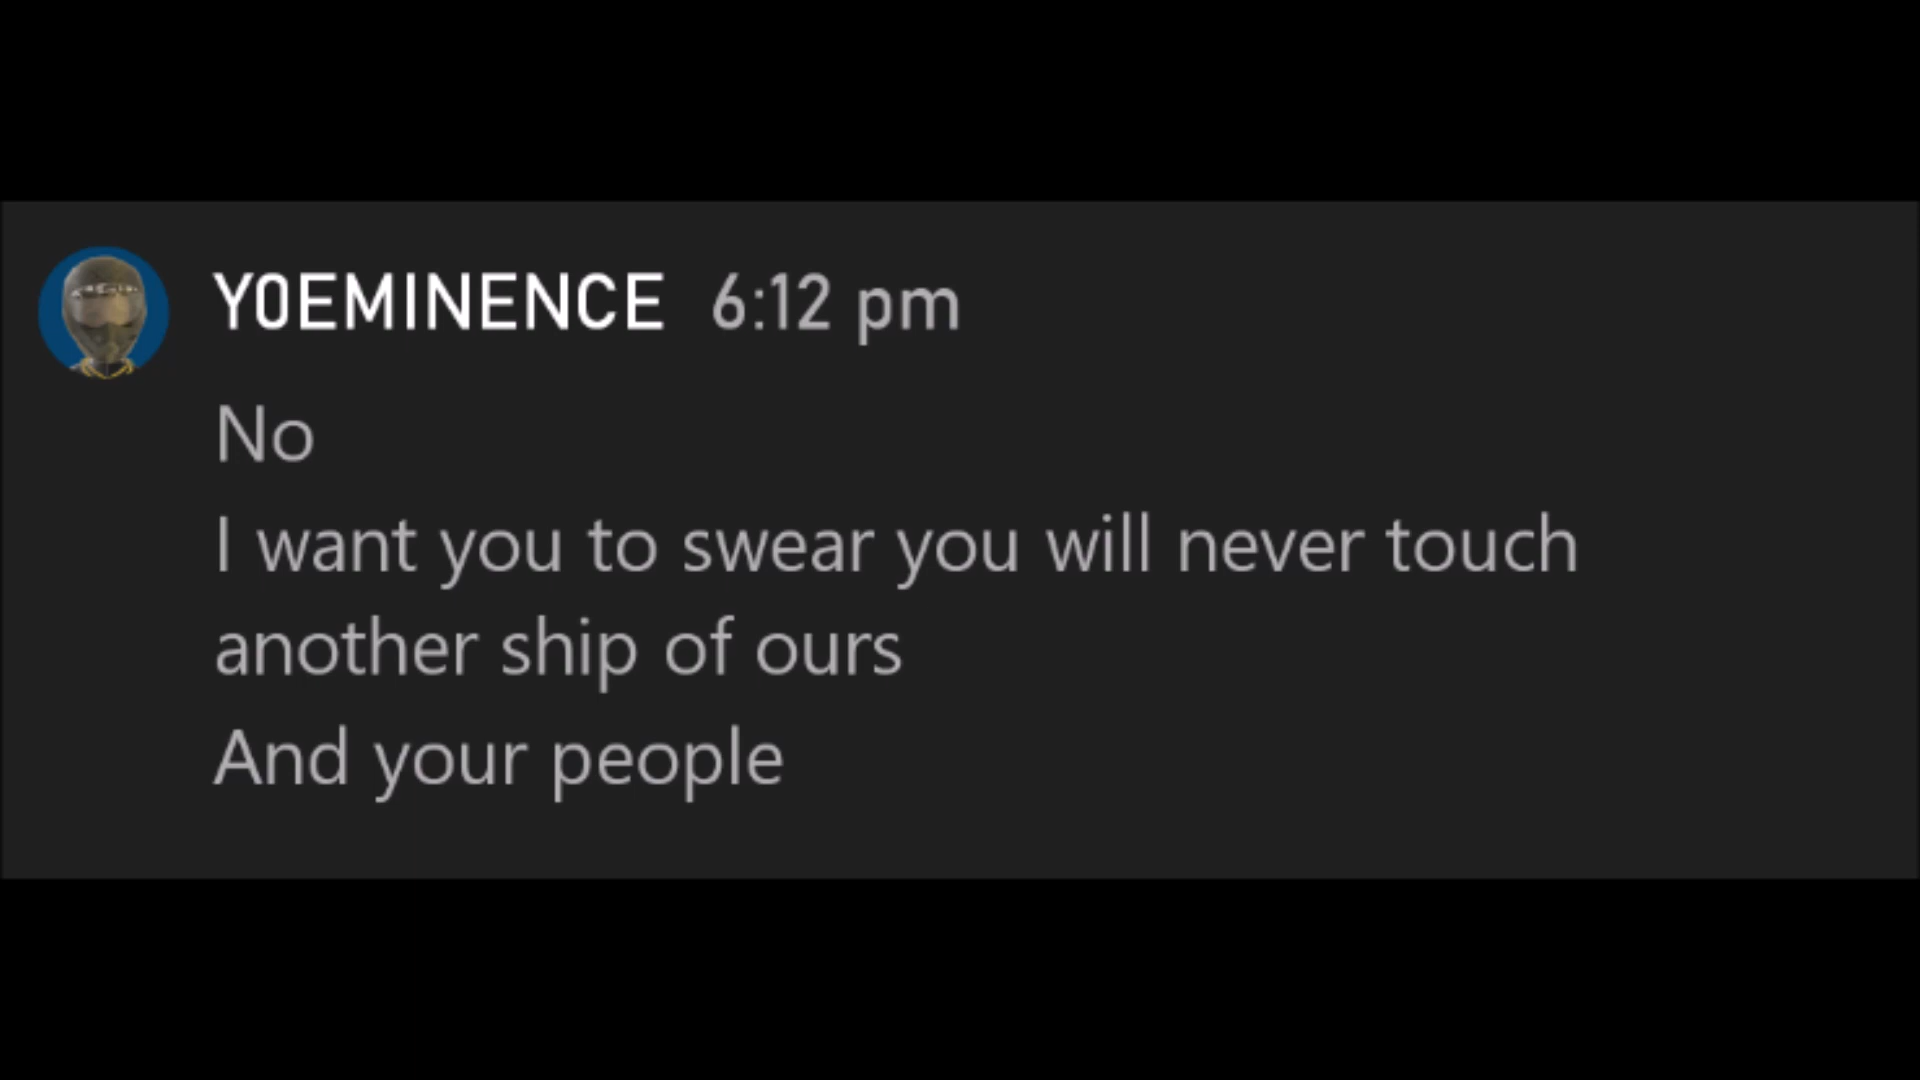 Y0EMINENCE 6:12 pm
No
I want you to swear you will never touch
another ship of ours
And your people